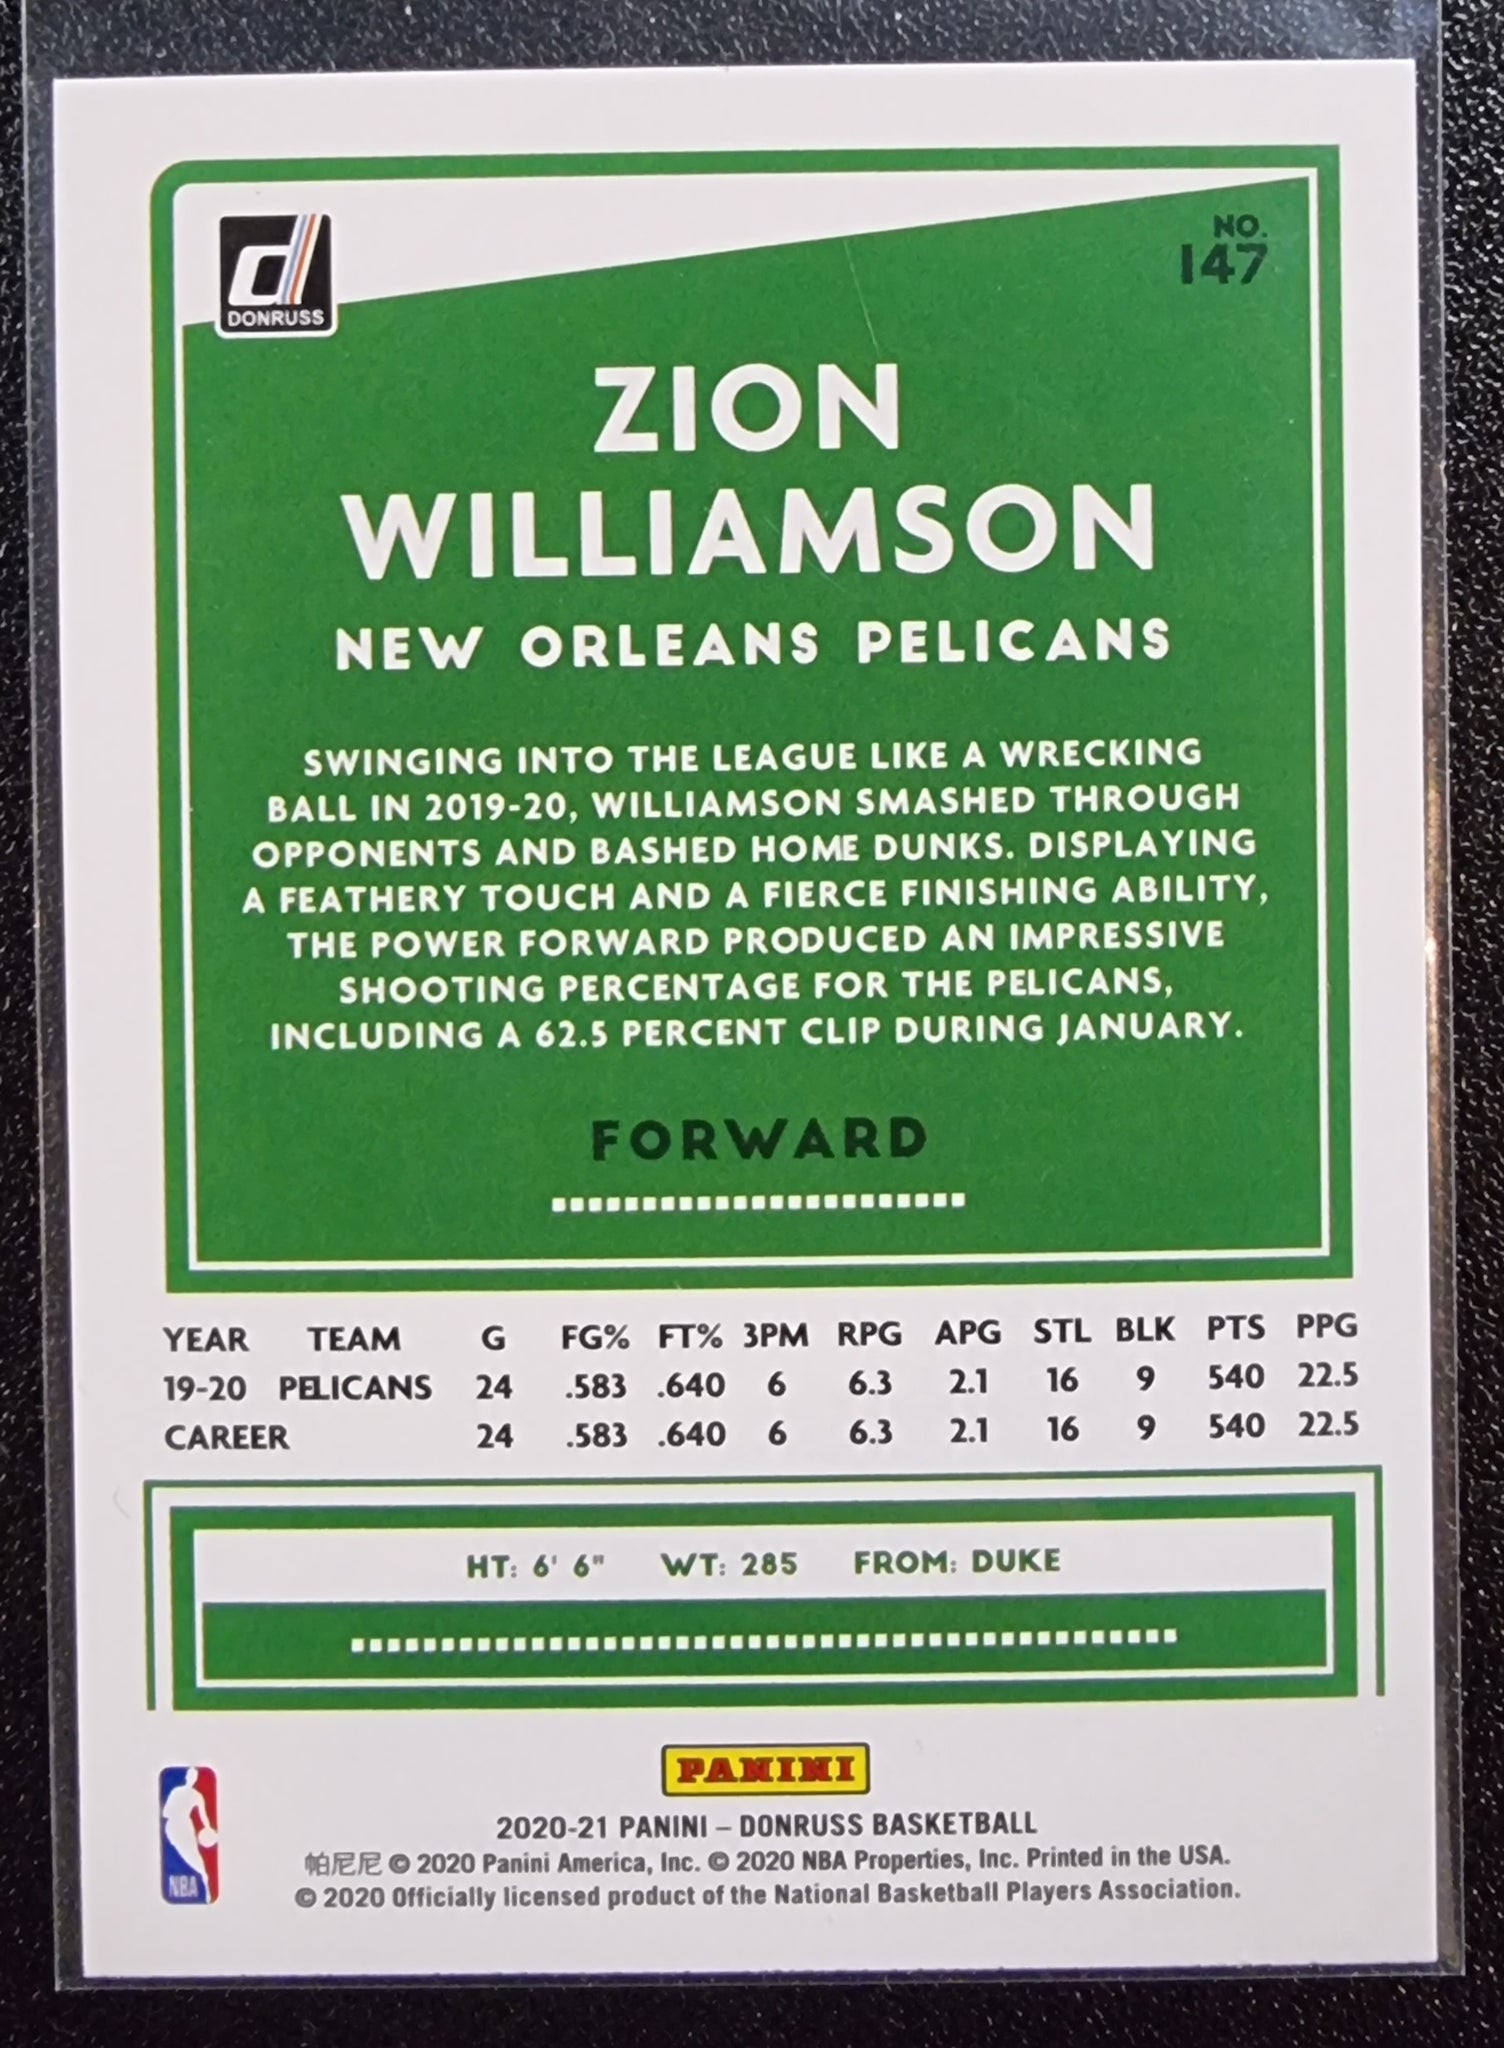 DONRUSS
NO.
147
ZION
WILLIAMSON
NEW ORLEANS PELICANS
SWINGING INTO THE LEAGUE LIKE A WRECKING
BALL IN 2019-20, WILLIAMSON SMASHED THROUGH
OPPONENTS AND BASHED HOME DUNKS. DISPLAYING
A FEATHERY TOUCH AND A FIERCE FINISHING ABILITY,
THE POWER FORWARD PRODUCED AN IMPRESSIVE
SHOOTING PERCENTAGE FOR THE PELICANS,
INCLUDING A 62.5 PERCENT CLIP DURING JANUARY.
FORWARD
YEAR TEAM G FG% FT% 3PM RPG APG STL BLK PTS PPG
19-20 PELICANS 24 .583 .640 6 6.3 2.1 16 9 540 22.5
CAREER 24 .583 .640 6 6.3 2.1 16 9 540 22.5
HT: 6' 6" WT: 285 FROM: DUKE
PANINI
NBA
2020-21 PANINI – DONRUSS BASKETBALL
帕尼尼 © 2020 Panini America, Inc. © 2020 NBA Properties, Inc. Printed in the USA.
© 2020 Officially licensed product of the National Basketball Players Association.